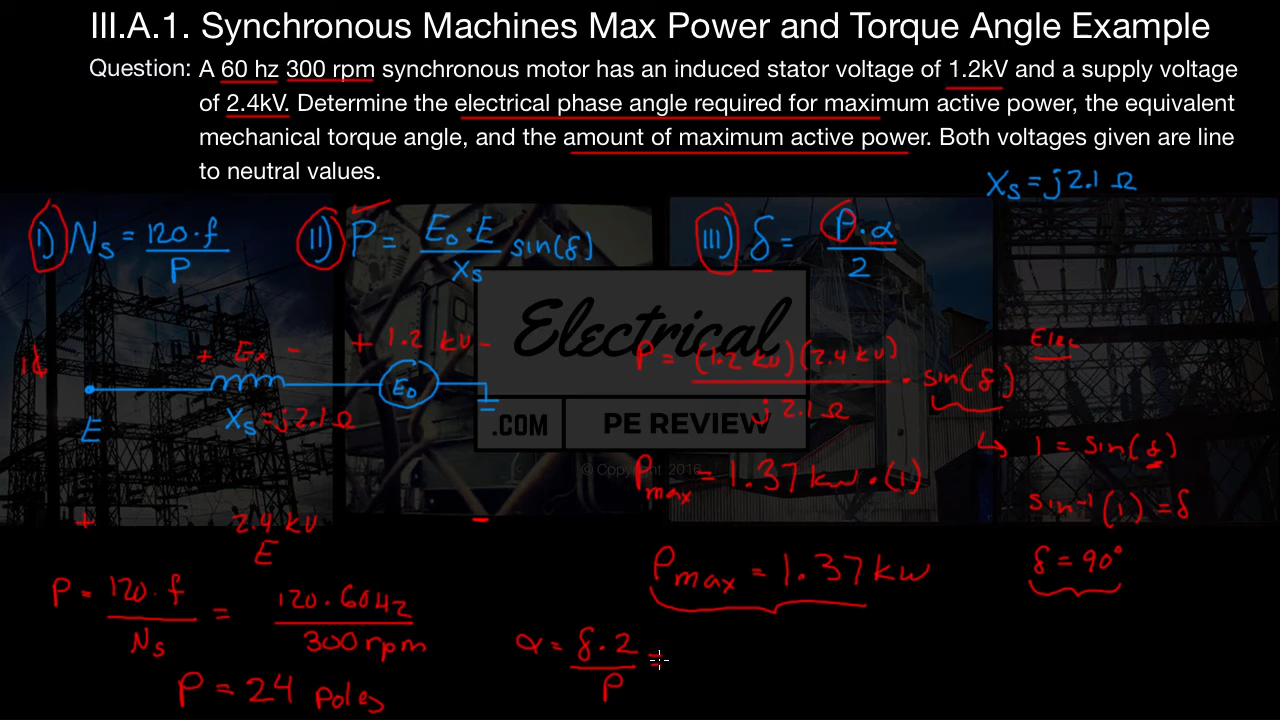 III.A.1. Synchronous Machines Max Power and Torque Angle Example
Question: A 60 hz 300 rpm synchronous motor has an induced stator voltage of 1.2kV and a supply voltage
of 2.4kV. Determine the electrical phase angle required for maximum active power, the equivalent
mechanical torque angle, and the amount of maximum active power. Both voltages given are line
to neutral values.
Xs = j2.1 Ω
I) Ns = 120·f / P
II) P = Eo·E / Xs sin(δ)
III) δ = P·α / 2
1¢
+ Ex -
+ 1.2 kV -
Eo
E
Xs = j2.1 Ω
+ 2.4 kV -
E
Electrical
.COM PE REVIEW
© Copyright 2016
P = (1.2 kV)(2.4 kV) / j2.1 Ω · sin(δ)
Elec
Pmax = 1.37 kW · (1)
↳ 1 = sin(δ)
sin⁻¹(1) = δ
δ = 90°
Pmax = 1.37 kW
P = 120·f / Ns = 120·60Hz / 300 rpm
P = 24 poles
α = δ·2 / P =